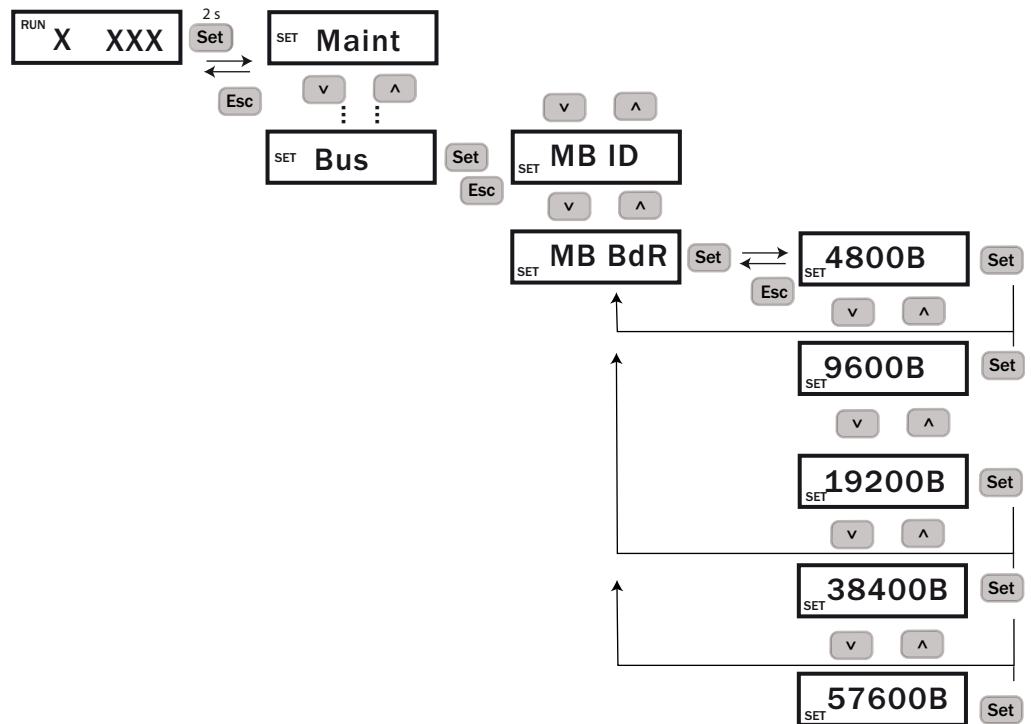 2 s
RUN X XXX Set SET Maint
Esc v ʌ
v ʌ
SET Bus Set SET MB ID
Esc
v ʌ
SET MB BdR Set SET 4800B Set
Esc
v ʌ
SET 9600B Set
v ʌ
SET 19200B Set
v ʌ
SET 38400B Set
v ʌ
SET 57600B Set